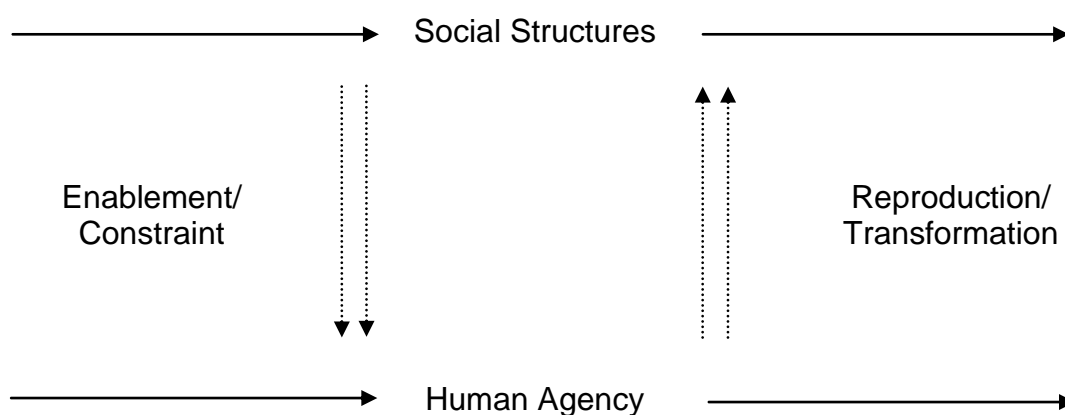 Social Structures
Enablement/
Constraint
Reproduction/
Transformation
Human Agency